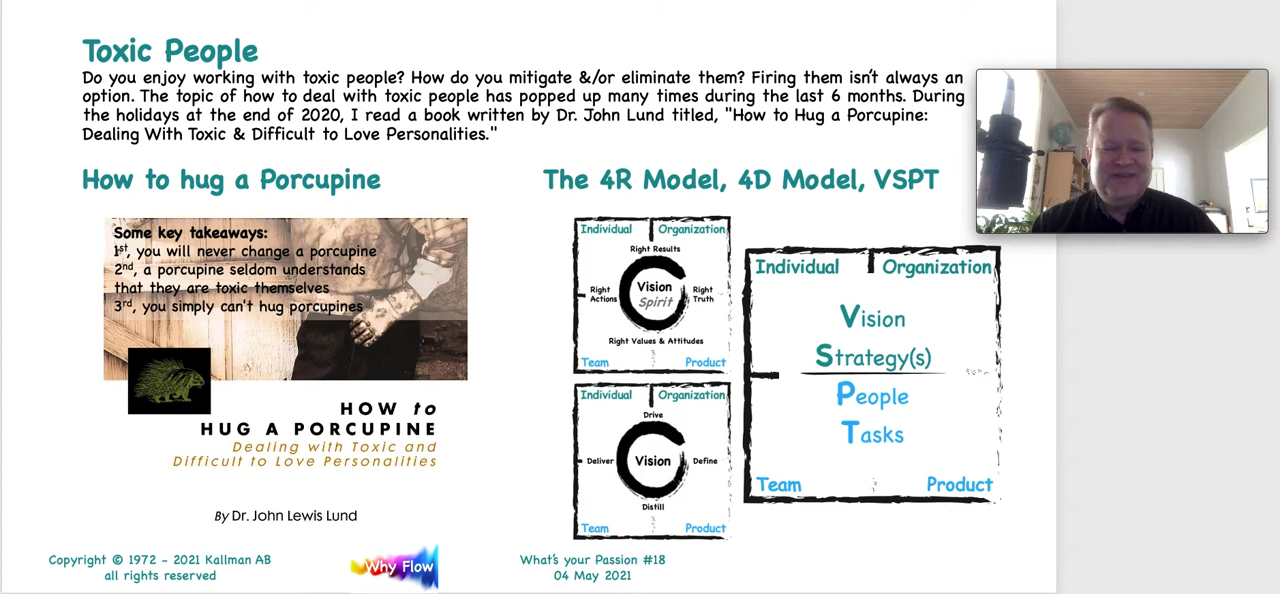 Toxic People
Do you enjoy working with toxic people? How do you mitigate &/or eliminate them? Firing them isn't always an
option. The topic of how to deal with toxic people has popped up many times during the last 6 months. During
the holidays at the end of 2020, I read a book written by Dr. John Lund titled, "How to Hug a Porcupine:
Dealing With Toxic & Difficult to Love Personalities."
How to hug a Porcupine
Some key takeaways:
1st, you will never change a porcupine
2nd, a porcupine seldom understands
that they are toxic themselves
3rd, you simply can't hug porcupines
HOW to
HUG A PORCUPINE
Dealing with Toxic and
Difficult to Love Personalities
By Dr. John Lewis Lund
The 4R Model, 4D Model, VSPT
Individual
Organization
Right Results
Right
Actions
Vision
Spirit
Right
Truth
Right Values & Attitudes
Team
Product
Individual
Organization
Drive
Deliver
Vision
Define
Distill
Team
Product
Individual
Organization
Vision
Strategy(s)
People
Tasks
Team
Product
Copyright © 1972 - 2021 Kallman AB
all rights reserved
Why Flow
What's your Passion #18
04 May 2021